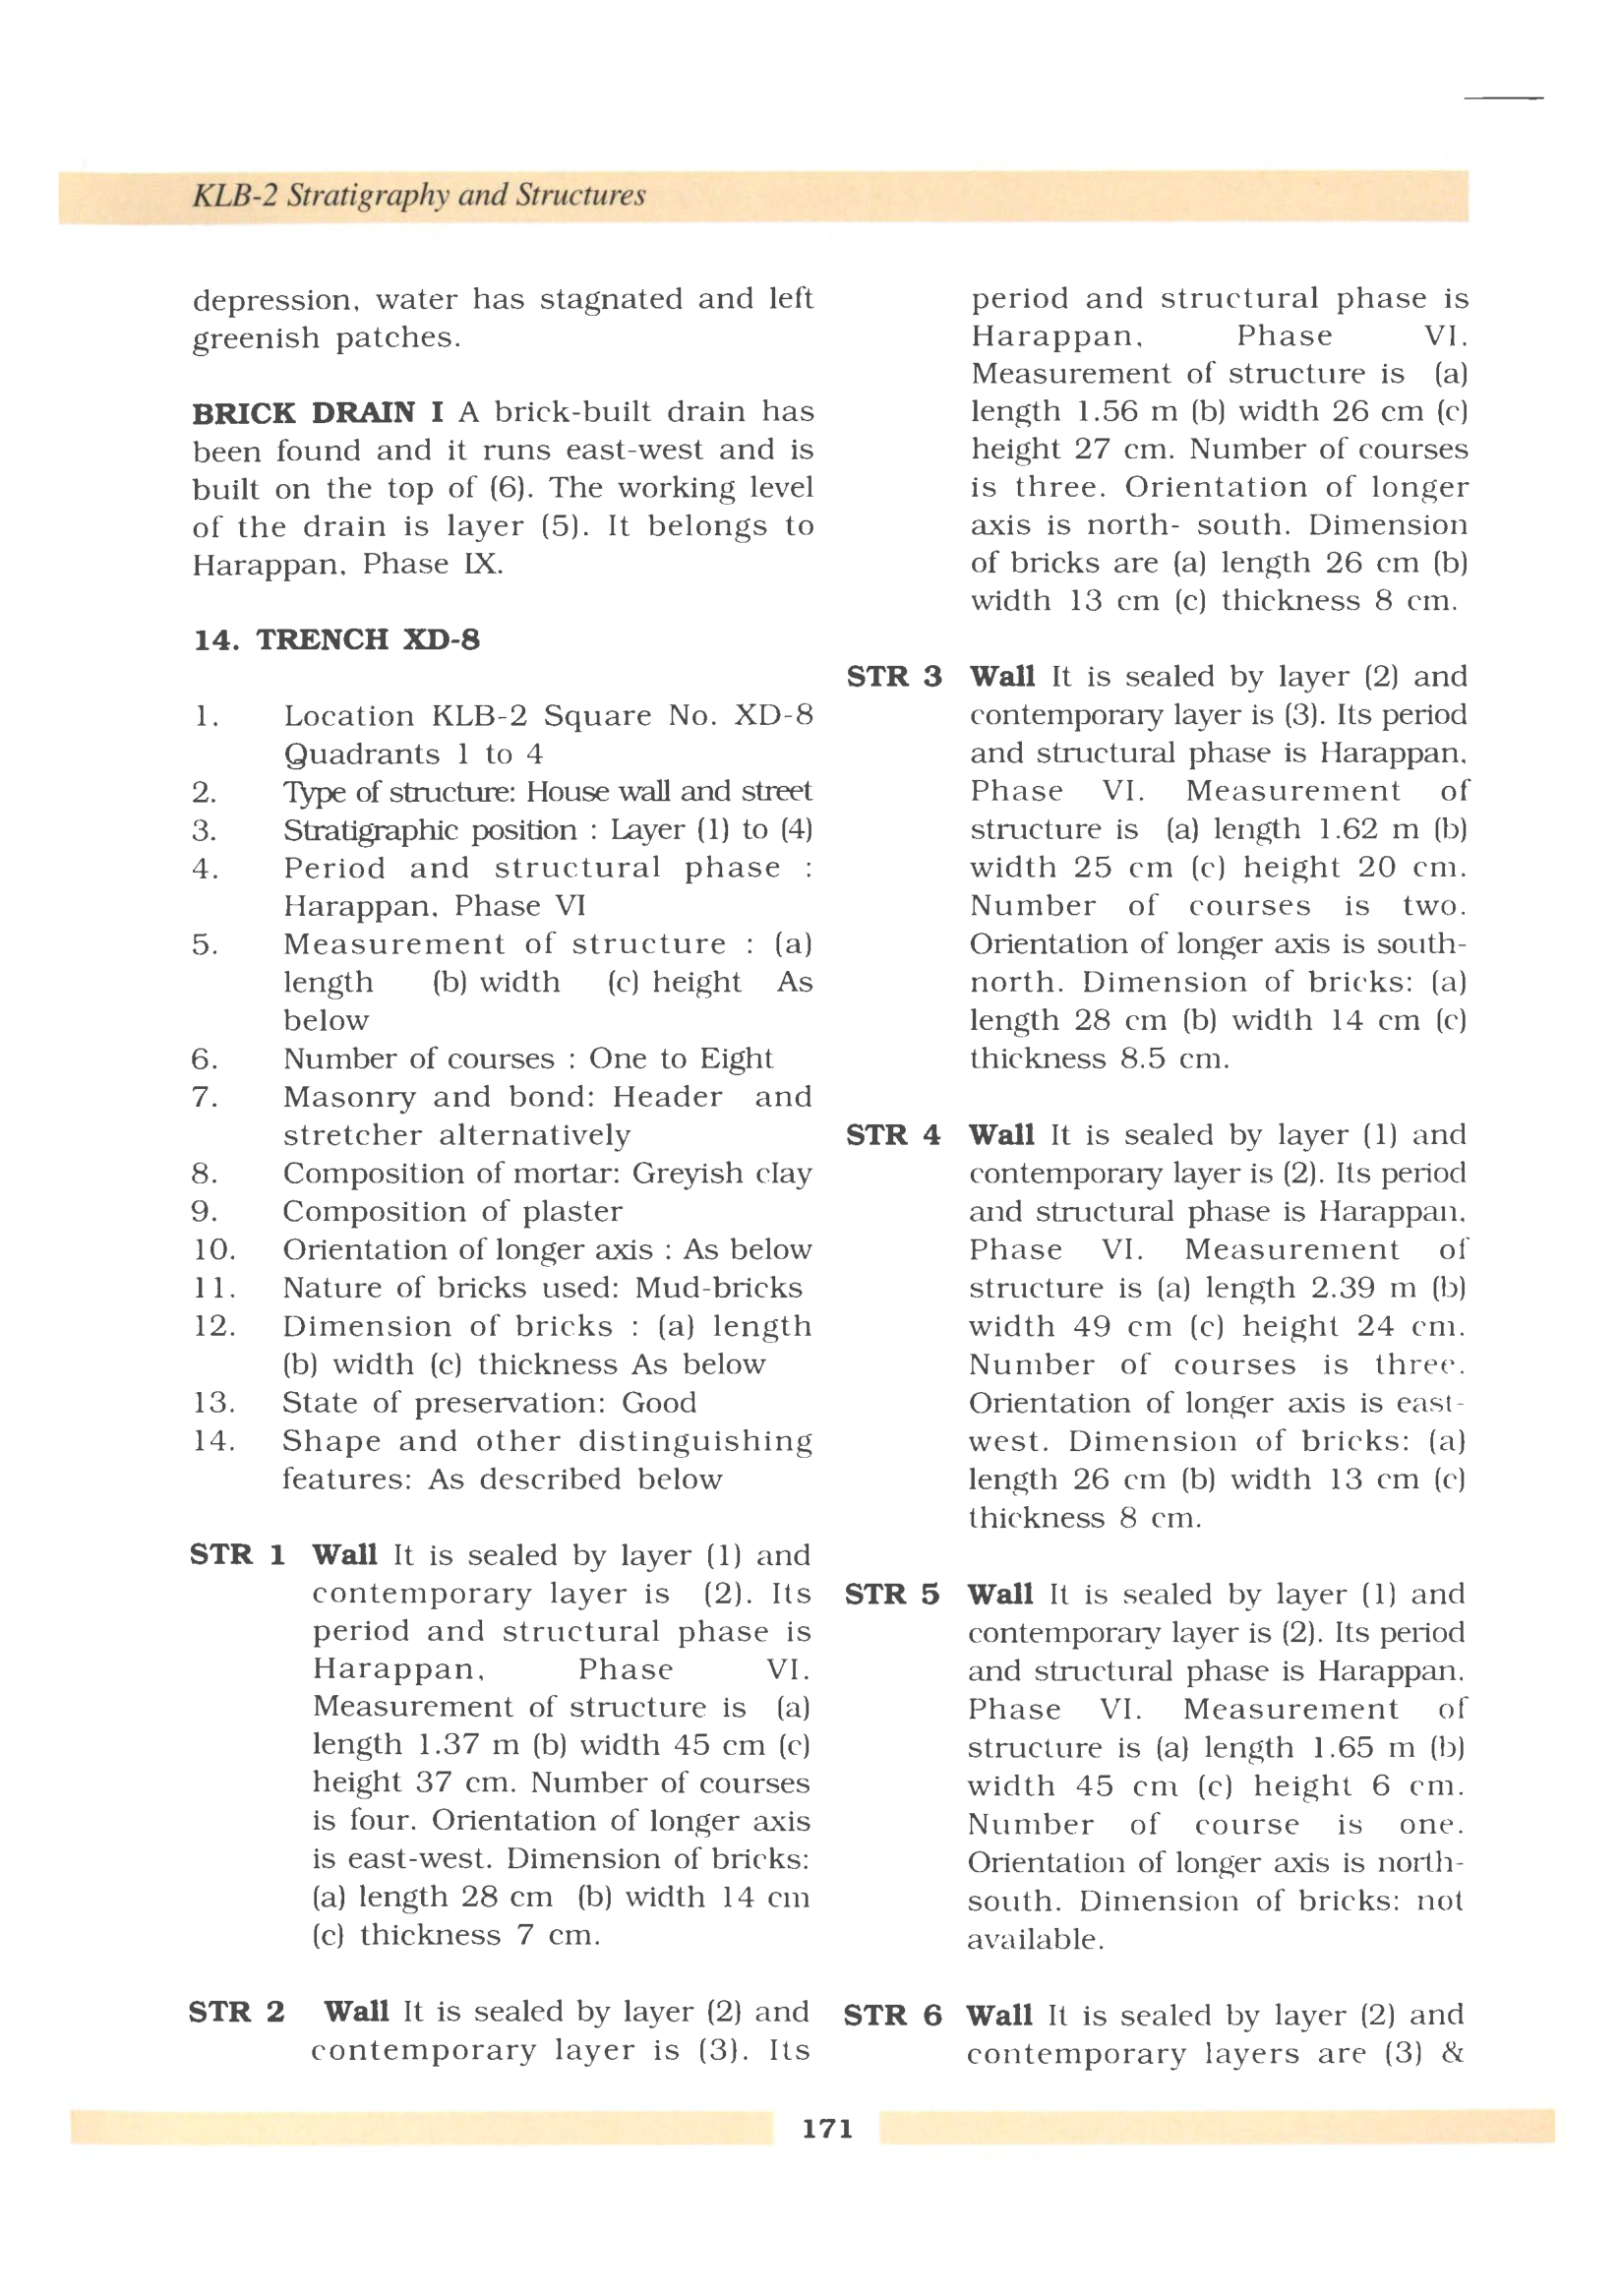 KLB-2 Stratigraphy and Structures
depression, water has stagnated and left
greenish patches.
BRICK DRAIN I A brick-built drain has
been found and it runs east-west and is
built on the top of (6). The working level
of the drain is layer (5). It belongs to
Harappan, Phase IX.
14. TRENCH XD-8
1. Location KLB-2 Square No. XD-8
Quadrants 1 to 4
2. Type of structure: House wall and street
3. Stratigraphic position : Layer (1) to (4)
4. Period and structural phase :
Harappan, Phase VI
5. Measurement of structure : (a)
length (b) width (c) height As
below
6. Number of courses : One to Eight
7. Masonry and bond: Header and
stretcher alternatively
8. Composition of mortar: Greyish clay
9. Composition of plaster
10. Orientation of longer axis : As below
11. Nature of bricks used: Mud-bricks
12. Dimension of bricks : (a) length
(b) width (c) thickness As below
13. State of preservation: Good
14. Shape and other distinguishing
features: As described below
STR 1 Wall It is sealed by layer (1) and
contemporary layer is (2). Its
period and structural phase is
Harappan, Phase VI.
Measurement of structure is (a)
length 1.37 m (b) width 45 cm (c)
height 37 cm. Number of courses
is four. Orientation of longer axis
is east-west. Dimension of bricks:
(a) length 28 cm (b) width 14 cm
(c) thickness 7 cm.
STR 2 Wall It is sealed by layer (2) and
contemporary layer is (3). Its
period and structural phase is
Harappan, Phase VI.
Measurement of structure is (a)
length 1.56 m (b) width 26 cm (c)
height 27 cm. Number of courses
is three. Orientation of longer
axis is north- south. Dimension
of bricks are (a) length 26 cm (b)
width 13 cm (c) thickness 8 cm.
STR 3 Wall It is sealed by layer (2) and
contemporary layer is (3). Its period
and structural phase is Harappan,
Phase VI. Measurement of
structure is (a) length 1.62 m (b)
width 25 cm (c) height 20 cm.
Number of courses is two.
Orientation of longer axis is south-
north. Dimension of bricks: (a)
length 28 cm (b) width 14 cm (c)
thickness 8.5 cm.
STR 4 Wall It is sealed by layer (1) and
contemporary layer is (2). Its period
and structural phase is Harappan,
Phase VI. Measurement of
structure is (a) length 2.39 m (b)
width 49 cm (c) height 24 cm.
Number of courses is three.
Orientation of longer axis is east-
west. Dimension of bricks: (a)
length 26 cm (b) width 13 cm (c)
thickness 8 cm.
STR 5 Wall It is sealed by layer (1) and
contemporary layer is (2). Its period
and structural phase is Harappan.
Phase VI. Measurement of
structure is (a) length 1.65 m (b)
width 45 cm (c) height 6 cm.
Number of course is one.
Orientation of longer axis is north-
south. Dimension of bricks: not
available.
STR 6 Wall It is sealed by layer (2) and
contemporary layers are (3) &
171